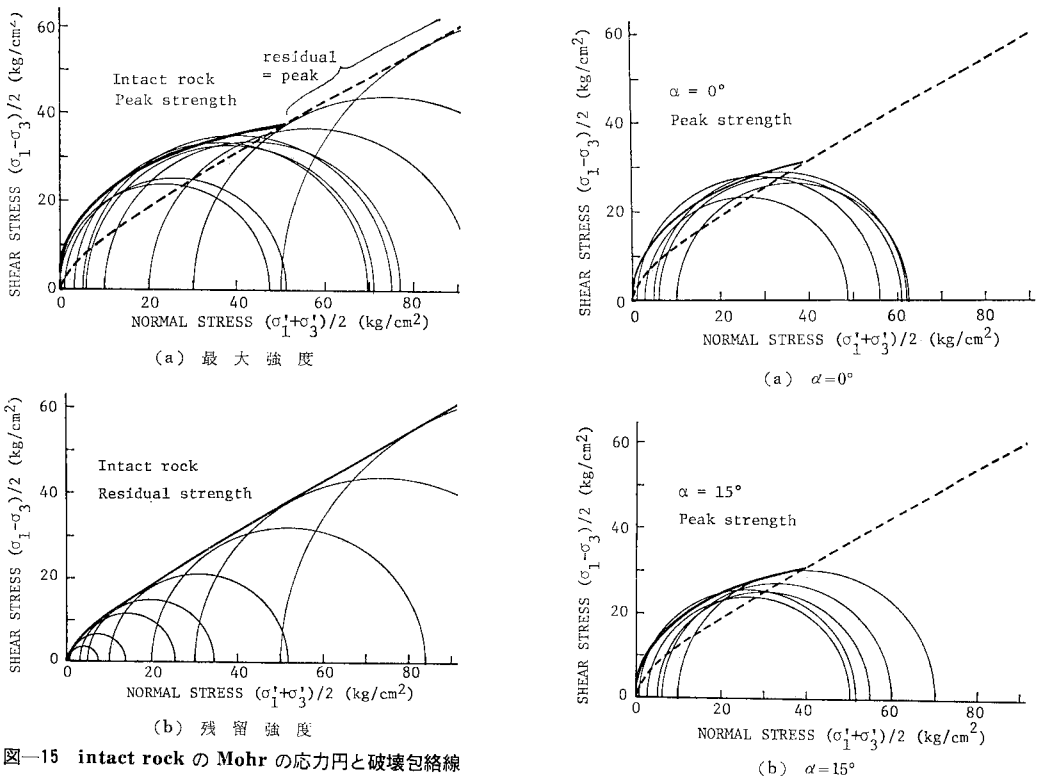 SHEAR STRESS (σ1-σ3)/2 (kg/cm2)
60
40
20
0
Intact rock
Peak strength
residual
= peak
0 20 40 60 80
NORMAL STRESS (σ'1+σ'3)/2 (kg/cm2)
(a) 最大強度
SHEAR STRESS (σ1-σ3)/2 (kg/cm2)
60
40
20
0
Intact rock
Residual strength
0 20 40 60 80
NORMAL STRESS (σ'1+σ'3)/2 (kg/cm2)
(b) 残留強度
図—15 intact rock の Mohr の応力円と破壊包絡線
SHEAR STRESS (σ1-σ3)/2 (kg/cm2)
60
40
20
0
α = 0°
Peak strength
0 20 40 60 80
NORMAL STRESS (σ'1+σ'3)/2 (kg/cm2)
(a) α=0°
SHEAR STRESS (σ1-σ3)/2 (kg/cm2)
60
40
20
0
α = 15°
Peak strength
0 20 40 60 80
NORMAL STRESS (σ'1+σ'3)/2 (kg/cm2)
(b) α=15°